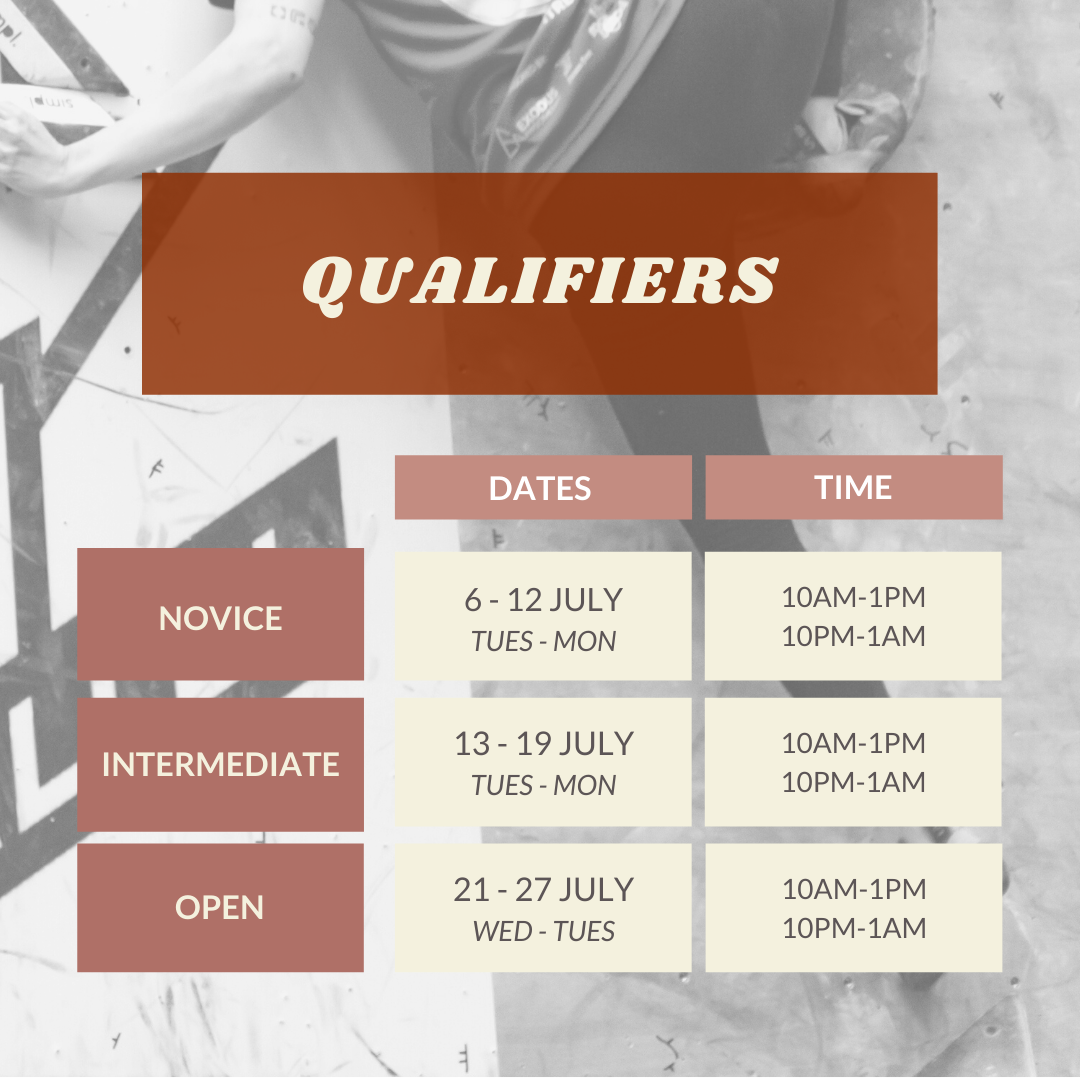 QUALIFIERS
DATES
TIME
NOVICE
6 - 12 JULY
TUES - MON
10AM-1PM
10PM-1AM
INTERMEDIATE
13 - 19 JULY
TUES - MON
10AM-1PM
10PM-1AM
OPEN
21 - 27 JULY
WED - TUES
10AM-1PM
10PM-1AM